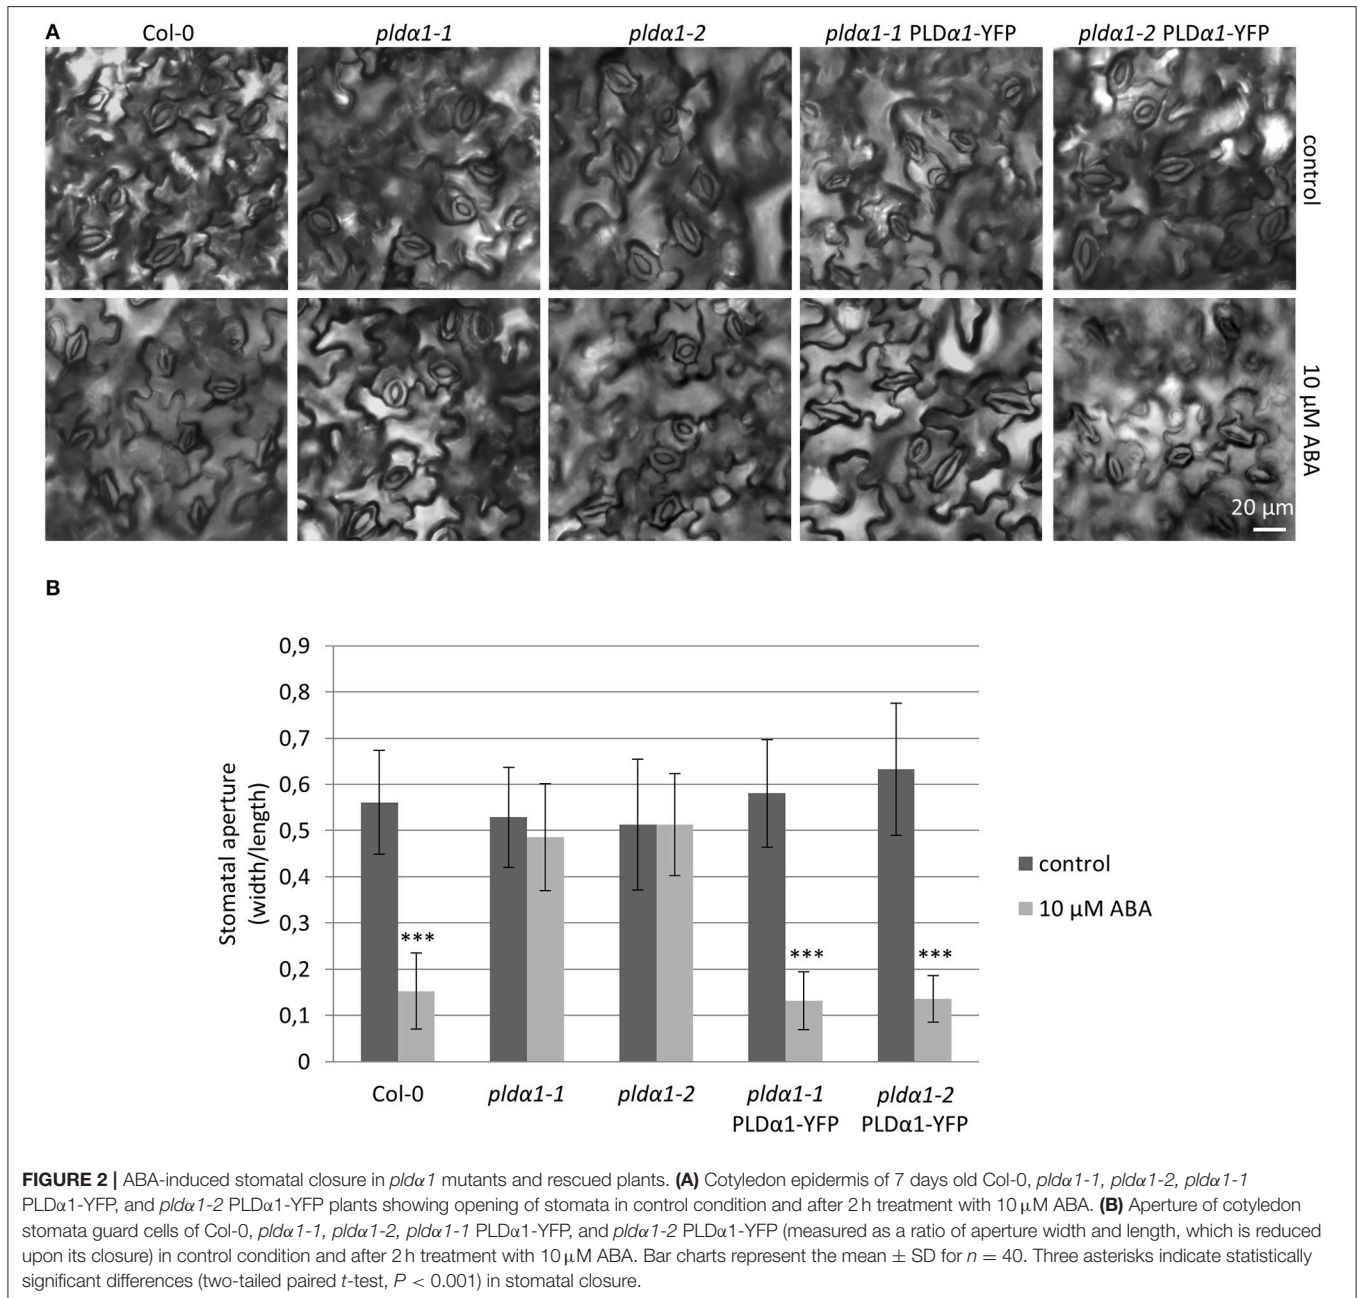 A
Col-0
pldα1-1
pldα1-2
pldα1-1 PLDα1-YFP
pldα1-2 PLDα1-YFP
control
10 µM ABA
20 µm
B
0,9
0,8
0,7
0,6
0,5
0,4
0,3
0,2
0,1
0
Stomatal aperture
(width/length)
***
***
***
control
10 µM ABA
Col-0
pldα1-1
pldα1-2
pldα1-1
PLDα1-YFP
pldα1-2
PLDα1-YFP
FIGURE 2 | ABA-induced stomatal closure in pldα1 mutants and rescued plants. (A) Cotyledon epidermis of 7 days old Col-0, pldα1-1, pldα1-2, pldα1-1
PLDα1-YFP, and pldα1-2 PLDα1-YFP plants showing opening of stomata in control condition and after 2 h treatment with 10 µM ABA. (B) Aperture of cotyledon
stomata guard cells of Col-0, pldα1-1, pldα1-2, pldα1-1 PLDα1-YFP, and pldα1-2 PLDα1-YFP (measured as a ratio of aperture width and length, which is reduced
upon its closure) in control condition and after 2 h treatment with 10 µM ABA. Bar charts represent the mean ± SD for n = 40. Three asterisks indicate statistically
significant differences (two-tailed paired t-test, P < 0.001) in stomatal closure.